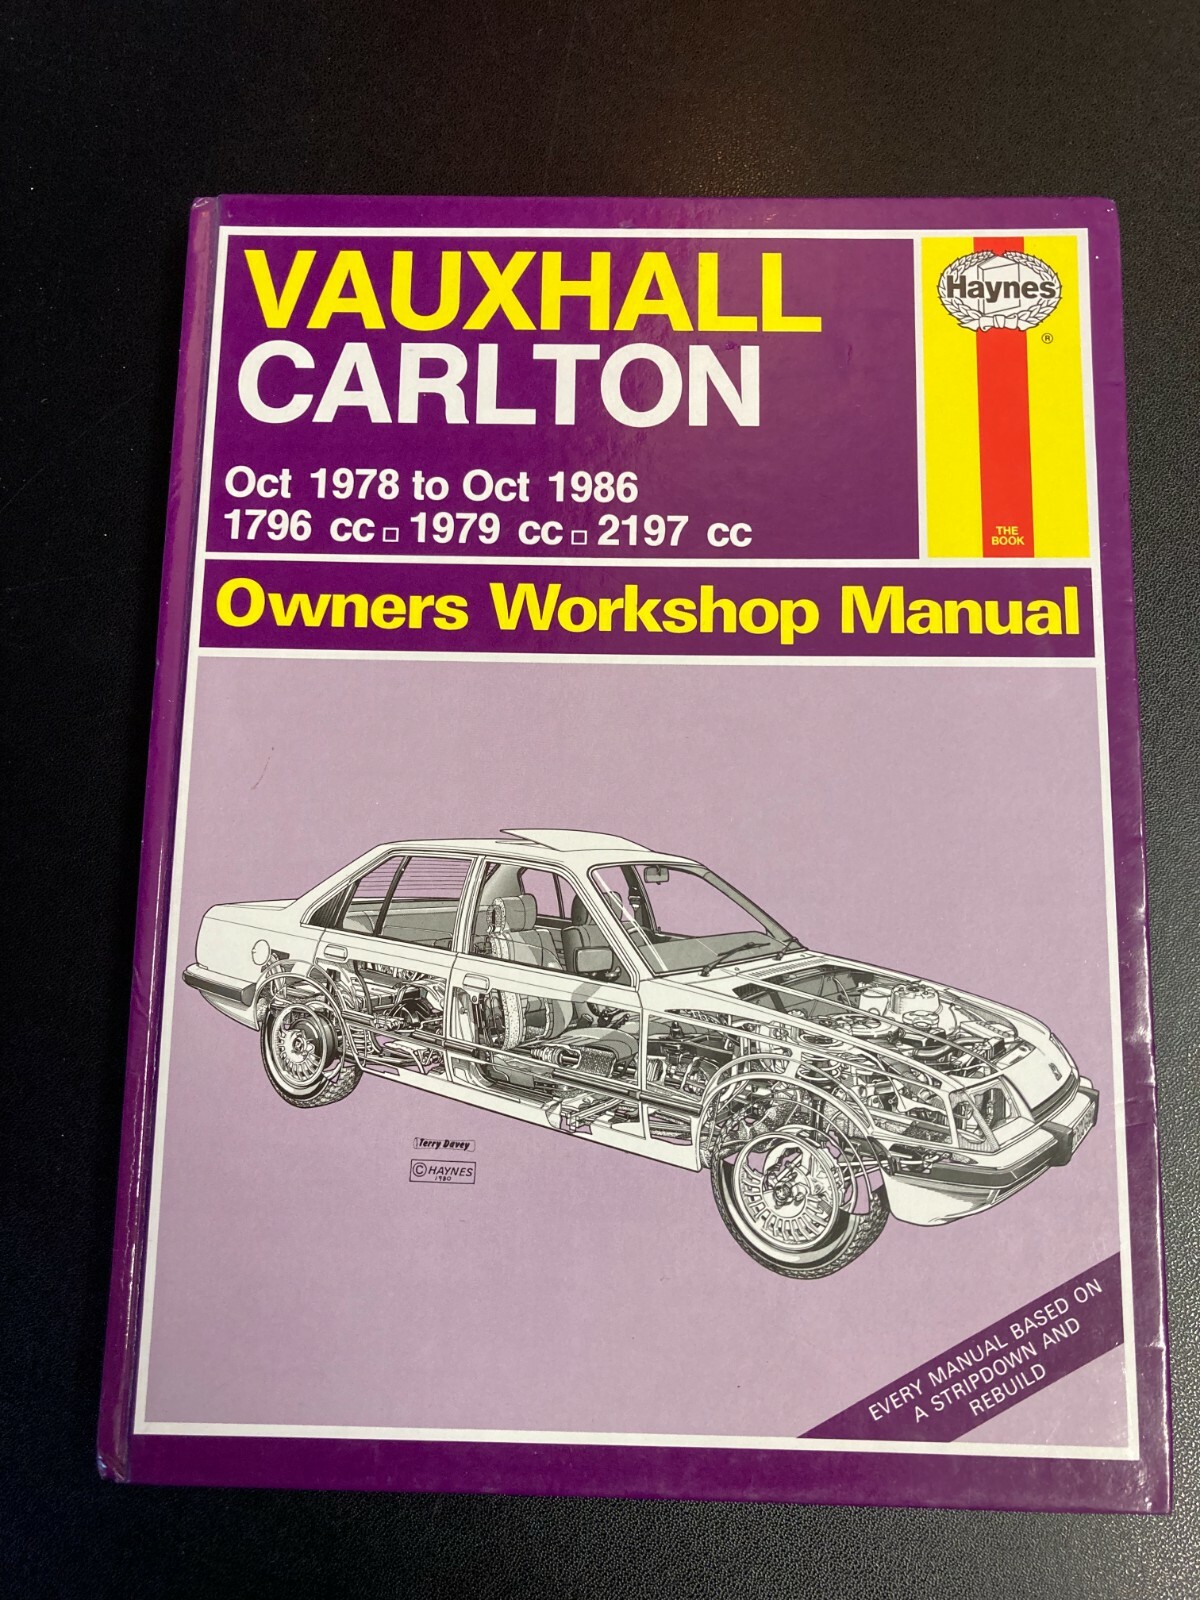 VAUXHALL
CARLTON
Oct 1978 to Oct 1986
1796 cc □ 1979 cc □ 2197 cc
Haynes
®
THE
BOOK
Owners Workshop Manual
Terry Davey
© HAYNES
1980
EVERY MANUAL BASED ON
A STRIPDOWN AND
REBUILD